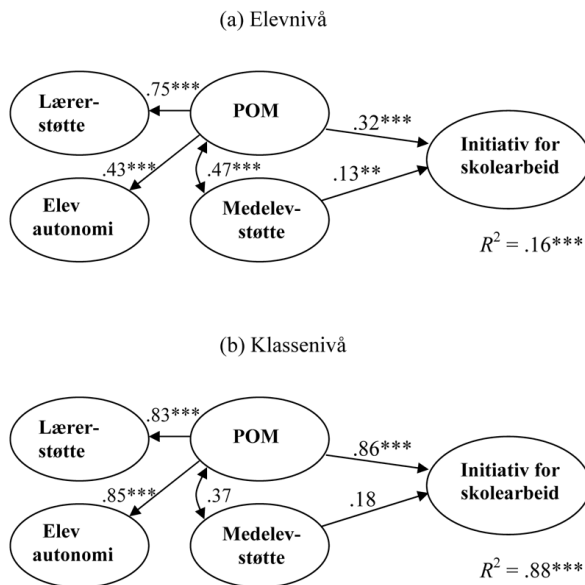 (a) Elevnivå
Lærer-
støtte
.75***
POM
.32***
Initiativ for
skolearbeid
.43***
.47***
.13**
Elev
autonomi
Medelev-
støtte
R² = .16***
(b) Klassenivå
Lærer-
støtte
.83***
POM
.86***
Initiativ for
skolearbeid
.85***
.37
.18
Elev
autonomi
Medelev-
støtte
R² = .88***